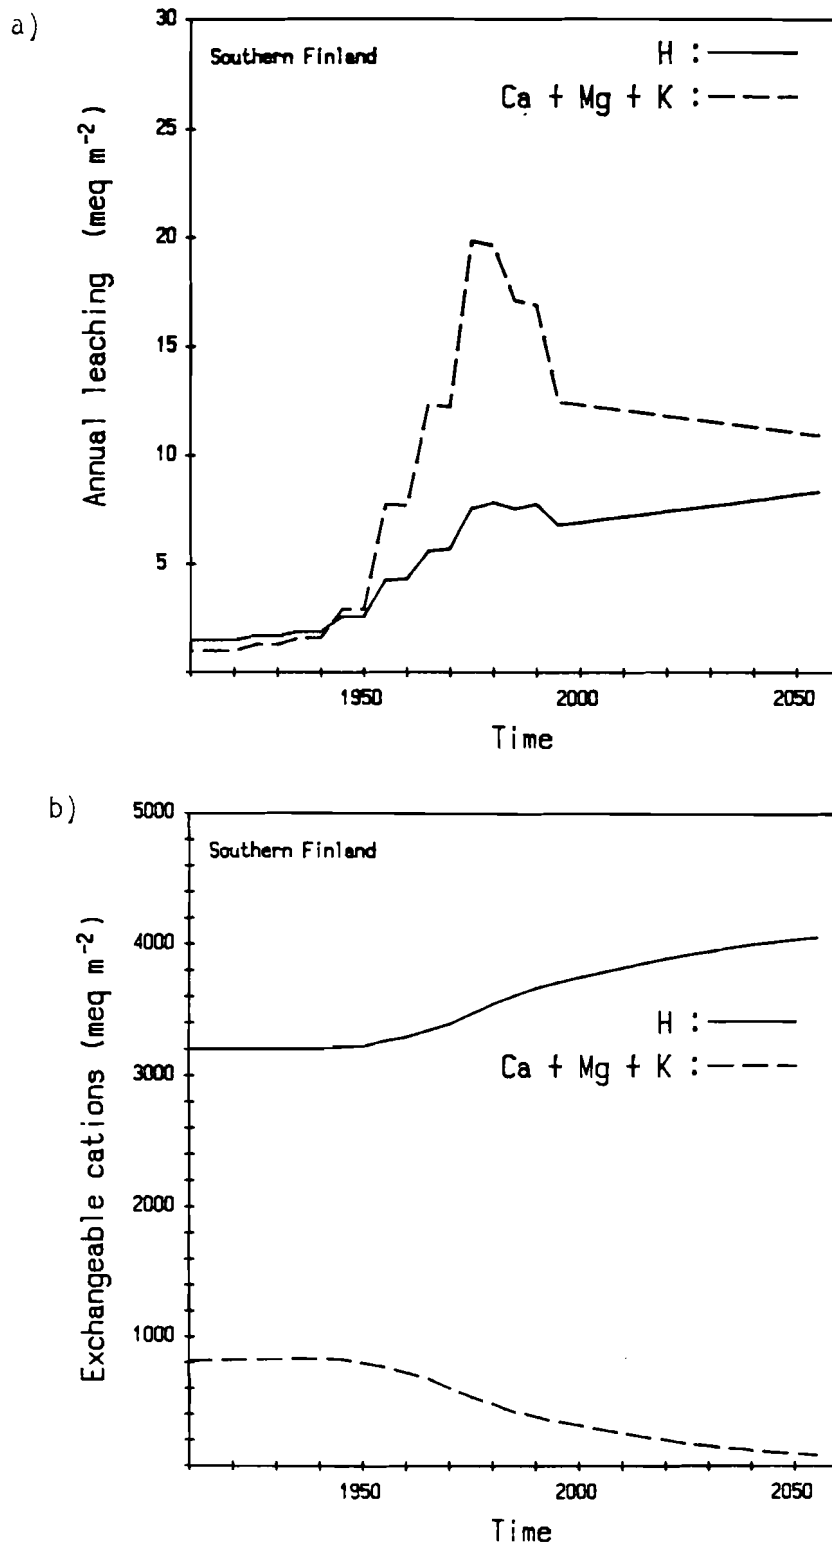 a)
30
25
20
15
10
5
Annual leaching (meq m⁻²)
Southern Finland
H :
Ca + Mg + K :
1950
2000
2050
Time
b)
5000
4000
3000
2000
1000
Exchangeable cations (meq m⁻²)
Southern Finland
H :
Ca + Mg + K :
1950
2000
2050
Time